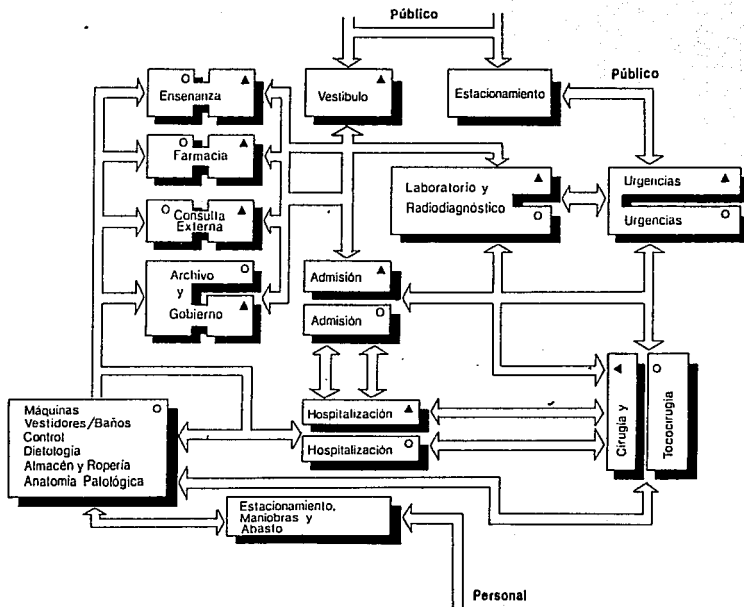 Público
Público
Ensenanza
Vestíbulo
Estacionamiento
Farmacia
Laboratorio y
Radiodiagnóstico
Urgencias
Urgencias
Consulta
Externa
Archivo
y
Gobierno
Admisión
Admisión
Máquinas
Vestidores/Baños
Control
Dietología
Almacén y Ropería
Anatomía Patológica
Hospitalización
Hospitalización
Cirugía y
Tococirugía
Estacionamiento,
Maniobras y
Abasto
Personal